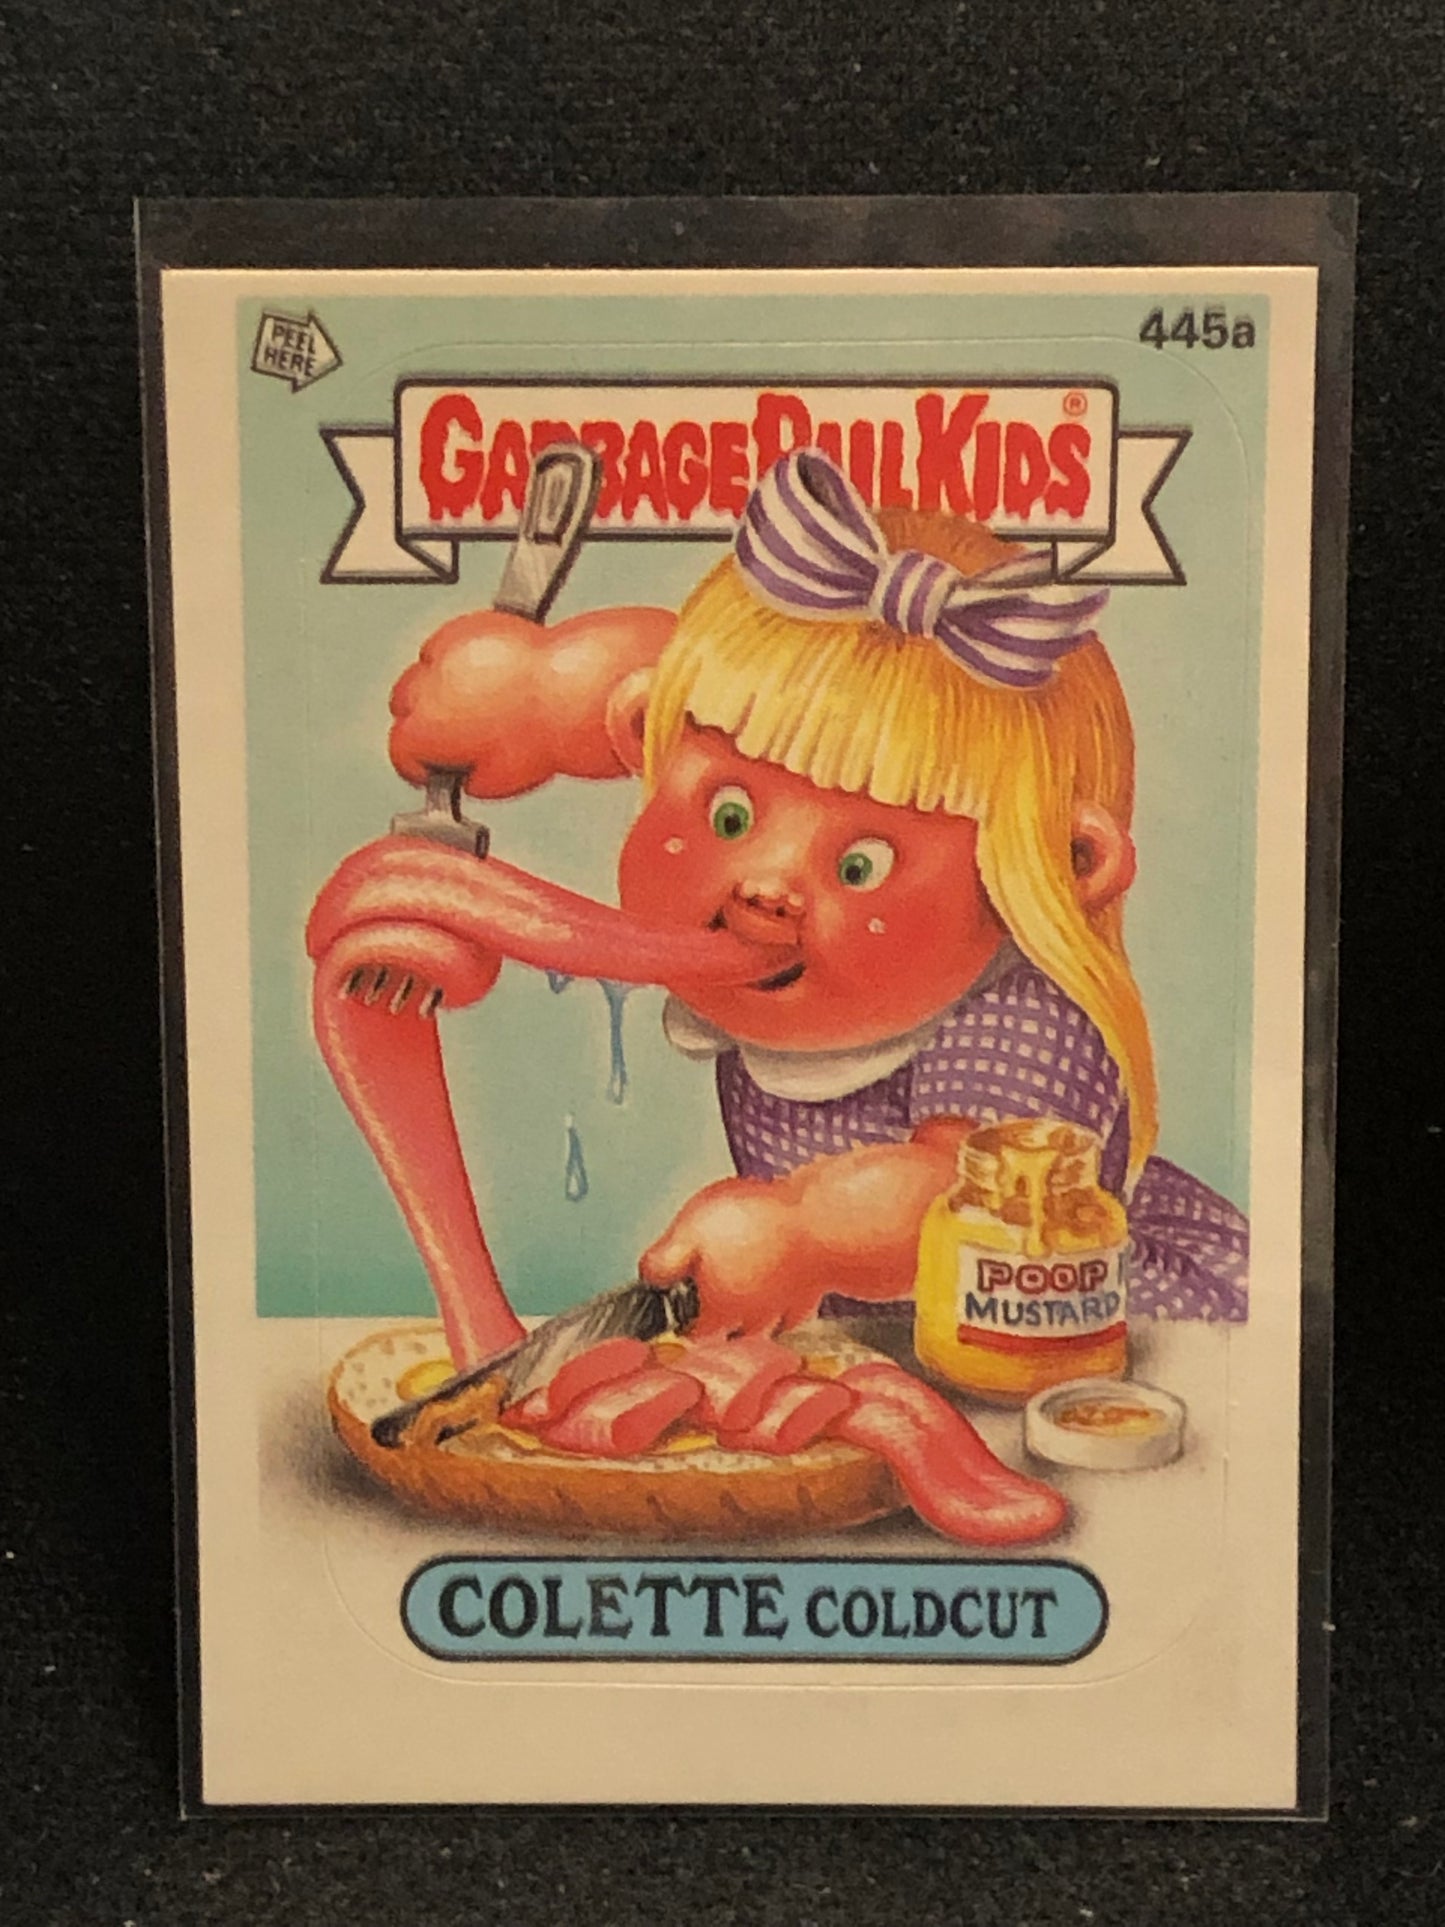 PEEL
HERE
445a
GARBAGE PAIL KIDS®
POOP
MUSTARD
COLETTE COLDCUT